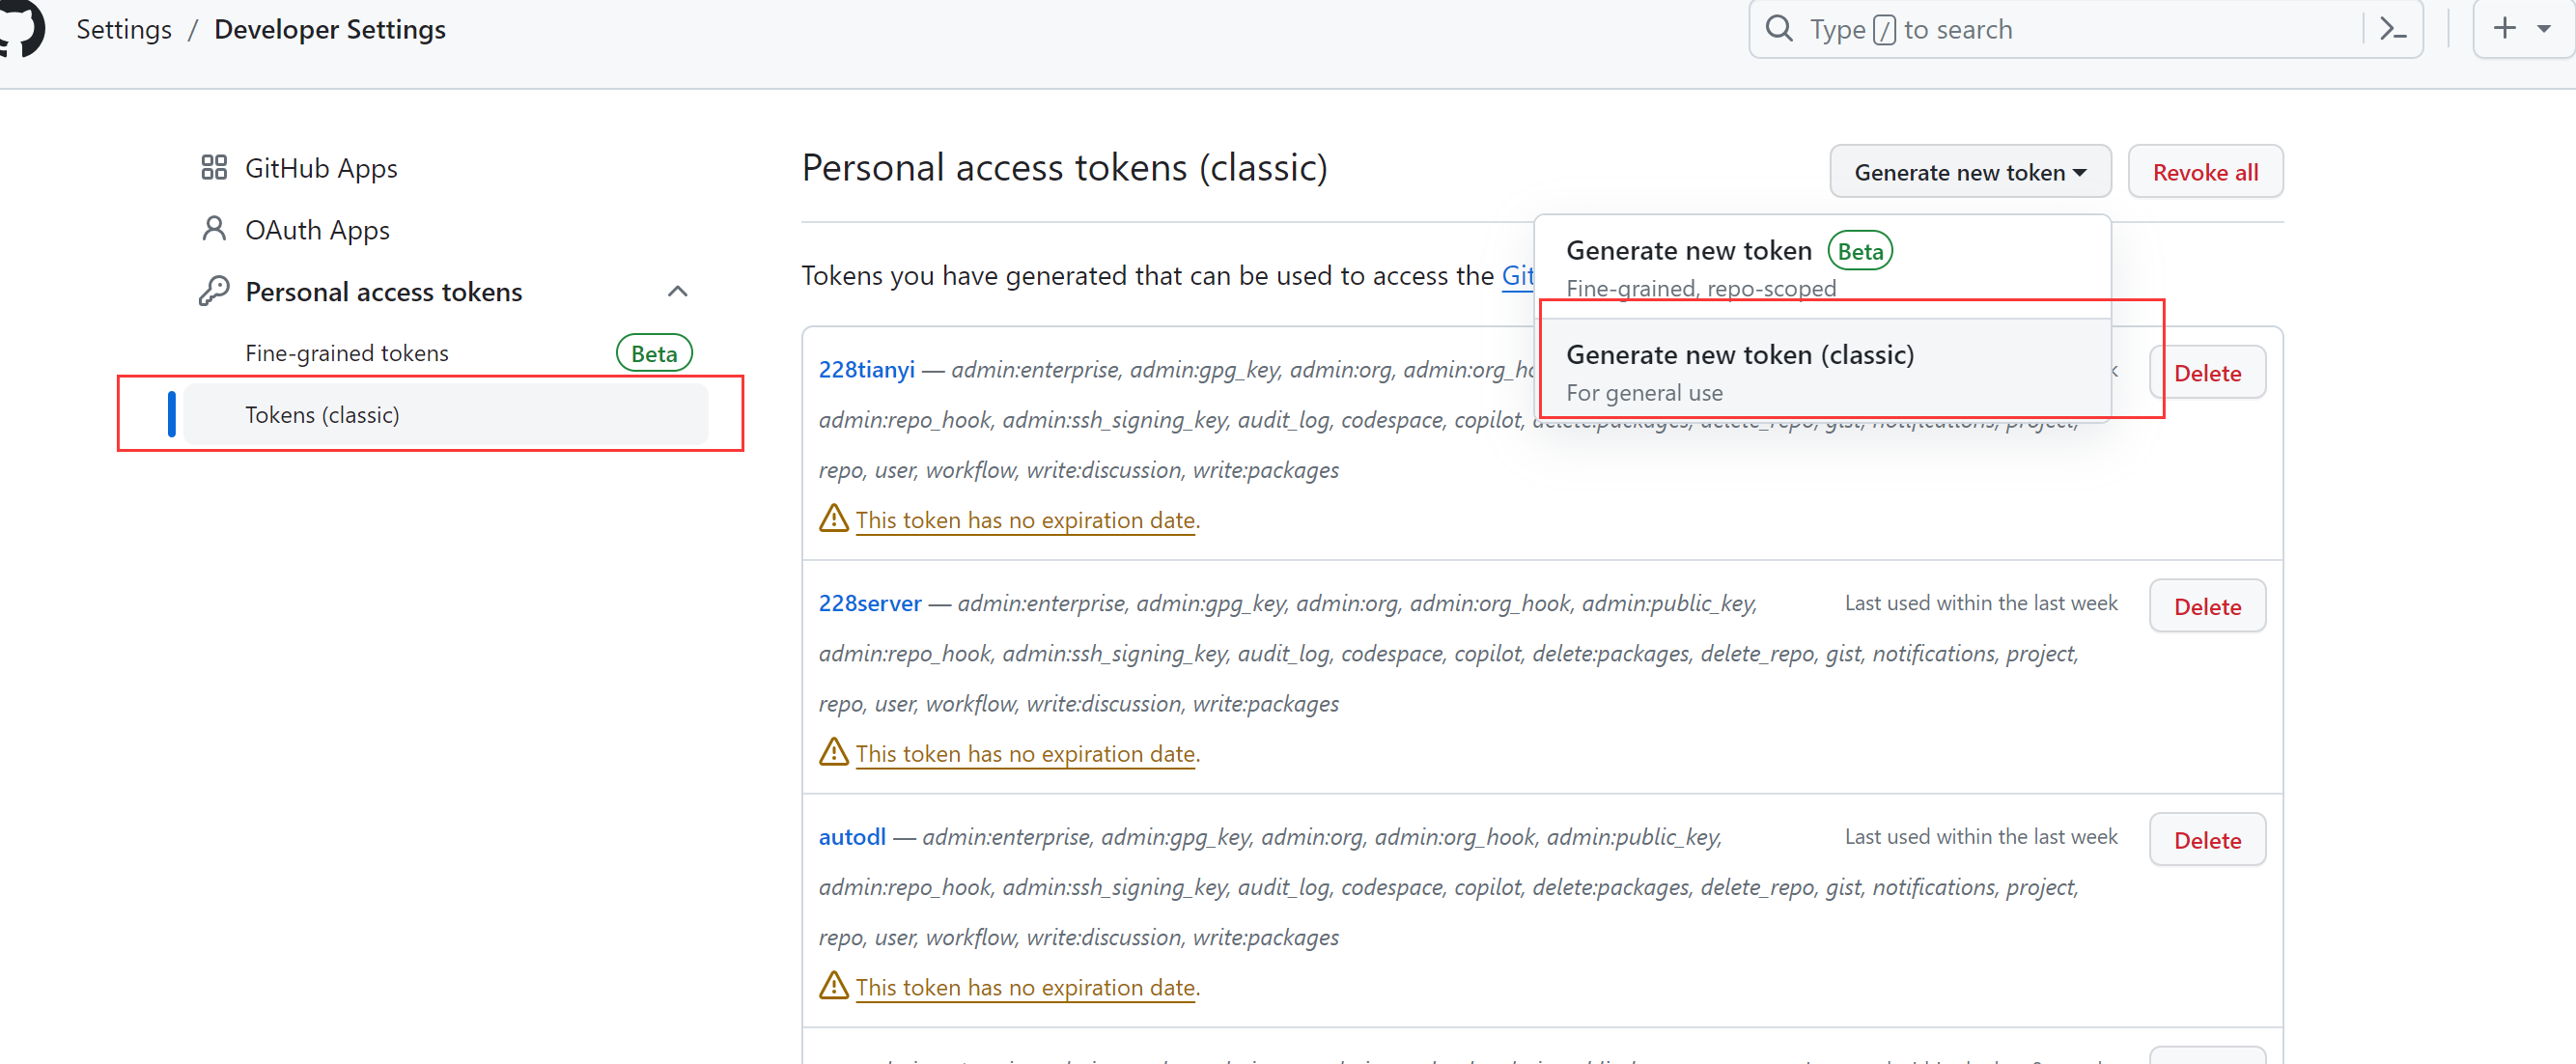 Settings / Developer Settings
Type / to search
GitHub Apps
OAuth Apps
Personal access tokens
Fine-grained tokens Beta
Tokens (classic)
Personal access tokens (classic)
Generate new token
Revoke all
Generate new token Beta
Fine-grained, repo-scoped
Generate new token (classic)
For general use
Tokens you have generated that can be used to access the Git
228tianyi — admin:enterprise, admin:gpg_key, admin:org, admin:org_ho
Delete
admin:repo_hook, admin:ssh_signing_key, audit_log, codespace, copilot, delete:packages, delete_repo, gist, notifications, project,
repo, user, workflow, write:discussion, write:packages
This token has no expiration date.
228server — admin:enterprise, admin:gpg_key, admin:org, admin:org_hook, admin:public_key,
Last used within the last week
Delete
admin:repo_hook, admin:ssh_signing_key, audit_log, codespace, copilot, delete:packages, delete_repo, gist, notifications, project,
repo, user, workflow, write:discussion, write:packages
This token has no expiration date.
autodl — admin:enterprise, admin:gpg_key, admin:org, admin:org_hook, admin:public_key,
Last used within the last week
Delete
admin:repo_hook, admin:ssh_signing_key, audit_log, codespace, copilot, delete:packages, delete_repo, gist, notifications, project,
repo, user, workflow, write:discussion, write:packages
This token has no expiration date.